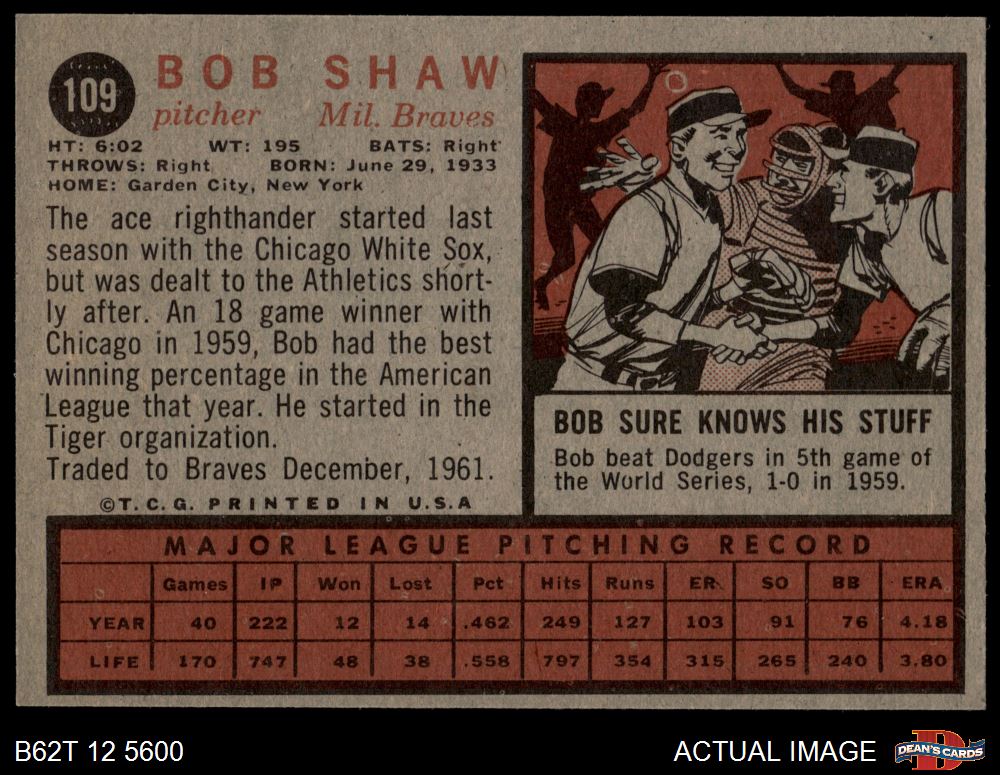 109
BOB SHAW
pitcher Mil. Braves
HT: 6:02 WT: 195 BATS: Right
THROWS: Right BORN: June 29, 1933
HOME: Garden City, New York
The ace righthander started last
season with the Chicago White Sox,
but was dealt to the Athletics short-
ly after. An 18 game winner with
Chicago in 1959, Bob had the best
winning percentage in the American
League that year. He started in the
Tiger organization.
Traded to Braves December, 1961.
©T.C.G. PRINTED IN U.S.A
BOB SURE KNOWS HIS STUFF
Bob beat Dodgers in 5th game of
the World Series, 1-0 in 1959.
MAJOR LEAGUE PITCHING RECORD
Games IP Won Lost Pct Hits Runs ER SO BB ERA
YEAR 40 222 12 14 .462 249 127 103 91 76 4.18
LIFE 170 747 48 38 .558 797 354 315 265 240 3.80
B62T 12 5600
ACTUAL IMAGE
DEAN'S CARDS